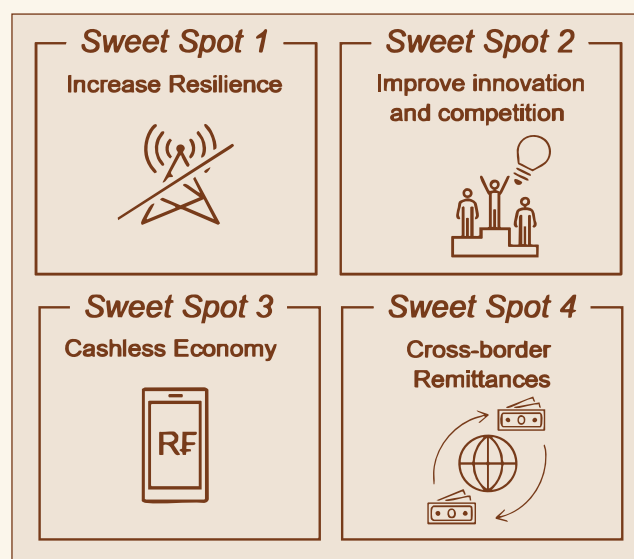 Sweet Spot 1
Increase Resilience
Sweet Spot 2
Improve innovation
and competition
Sweet Spot 3
Cashless Economy
RF
Sweet Spot 4
Cross-border
Remittances